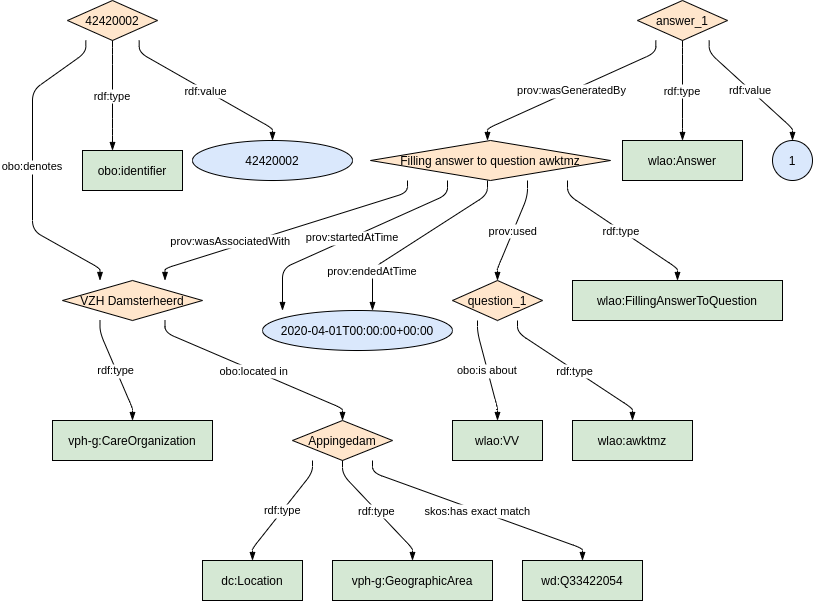 42420002
answer_1
prov:wasGeneratedBy
rdf:type
rdf:value
rdf:type
rdf:value
obo:denotes
obo:identifier
42420002
Filling answer to question awktmz
wlao:Answer
1
prov:wasAssociatedWith
prov:startedAtTime
prov:endedAtTime
prov:used
rdf:type
VZH Damsterheerd
2020-04-01T00:00:00+00:00
question_1
wlao:FillingAnswerToQuestion
rdf:type
obo:located in
obo:is about
rdf:type
vph-g:CareOrganization
Appingedam
wlao:VV
wlao:awktmz
rdf:type
rdf:type
skos:has exact match
dc:Location
vph-g:GeographicArea
wd:Q33422054